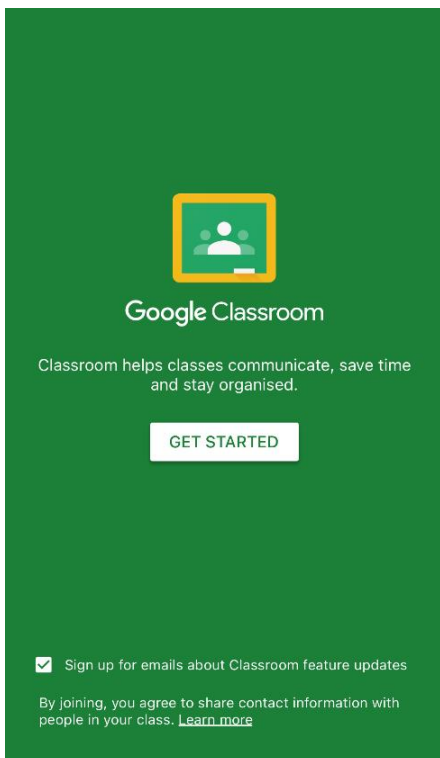 Google Classroom
Classroom helps classes communicate, save time
and stay organised.
GET STARTED
Sign up for emails about Classroom feature updates
By joining, you agree to share contact information with
people in your class. Learn more